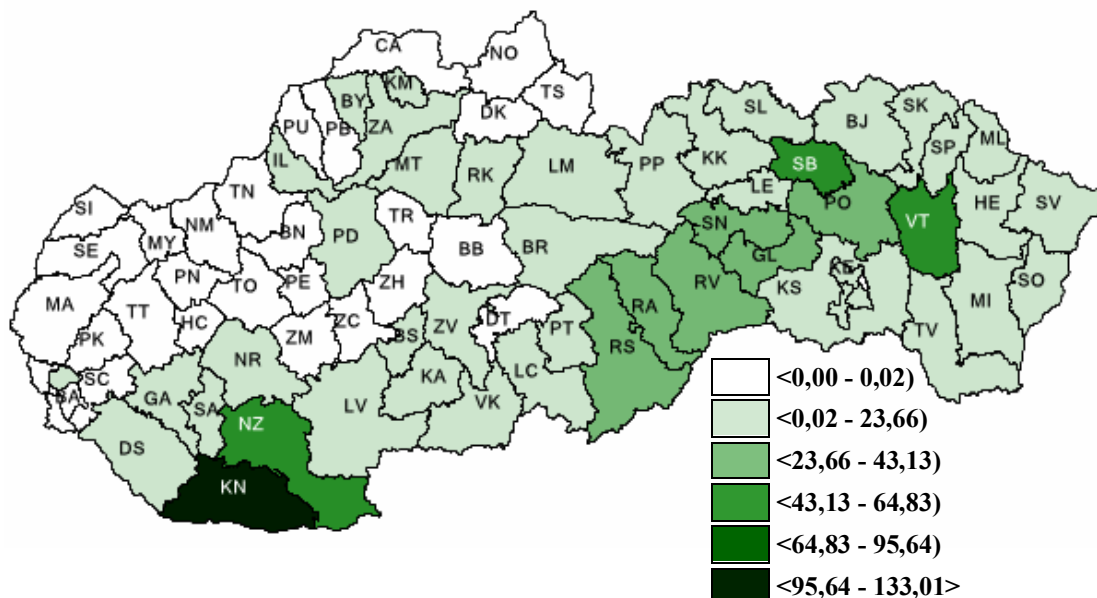 CA
NO
KM
TS
BY
DK
PU
PB
ZA
SL
SK
BJ
ML
SP
IL
MT
RK
LM
PP
KK
SB
LE
TN
PO
HE
SV
SI
NM
TR
SN
VT
MY
BN
PD
BB
BR
SE
GL
PN
KE
TO
PE
ZH
RV
KS
SO
MA
TT
RA
MI
HC
ZC
DT
PK
ZM
BS
ZV
PT
TV
NR
RS
SC
KA
LC
BA
GA
SA
LV
VK
NZ
DS
KN
<0,00 - 0,02)
<0,02 - 23,66)
<23,66 - 43,13)
<43,13 - 64,83)
<64,83 - 95,64)
<95,64 - 133,01>